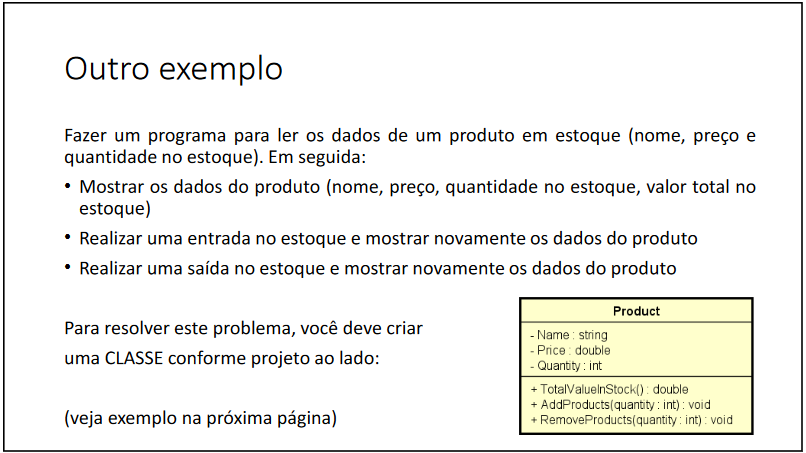 Outro exemplo
Fazer um programa para ler os dados de um produto em estoque (nome, preço e
quantidade no estoque). Em seguida:
• Mostrar os dados do produto (nome, preço, quantidade no estoque, valor total no
estoque)
• Realizar uma entrada no estoque e mostrar novamente os dados do produto
• Realizar uma saída no estoque e mostrar novamente os dados do produto
Para resolver este problema, você deve criar
uma CLASSE conforme projeto ao lado:
(veja exemplo na próxima página)
Product
- Name : string
- Price : double
- Quantity : int
+ TotalValueInStock() : double
+ AddProducts(quantity : int) : void
+ RemoveProducts(quantity : int) : void